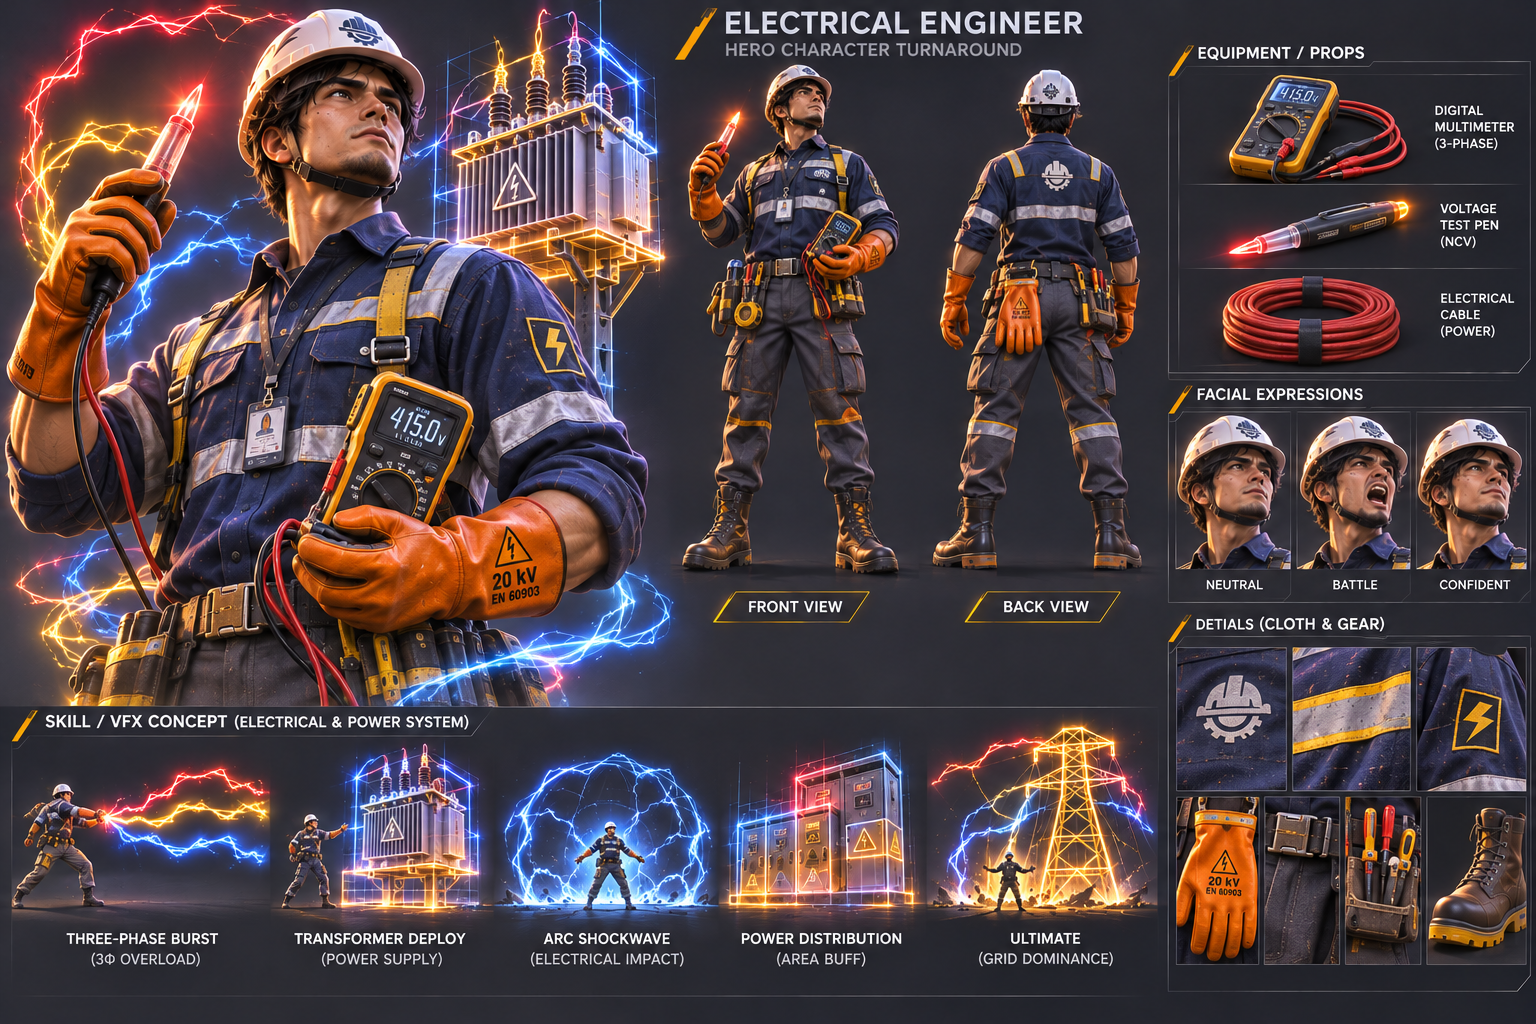 ELECTRICAL ENGINEER
HERO CHARACTER TURNAROUND
415.0v
20 kV
EN 60903
FRONT VIEW
BACK VIEW
EQUIPMENT / PROPS
415.0v
DIGITAL
MULTIMETER
(3-PHASE)
VOLTAGE
TEST PEN
(NCV)
ELECTRICAL
CABLE
(POWER)
FACIAL EXPRESSIONS
NEUTRAL
BATTLE
CONFIDENT
DETIALS (CLOTH & GEAR)
20 kV
EN 60903
SKILL / VFX CONCEPT (ELECTRICAL & POWER SYSTEM)
THREE-PHASE BURST
(3Φ OVERLOAD)
TRANSFORMER DEPLOY
(POWER SUPPLY)
ARC SHOCKWAVE
(ELECTRICAL IMPACT)
POWER DISTRIBUTION
(AREA BUFF)
ULTIMATE
(GRID DOMINANCE)